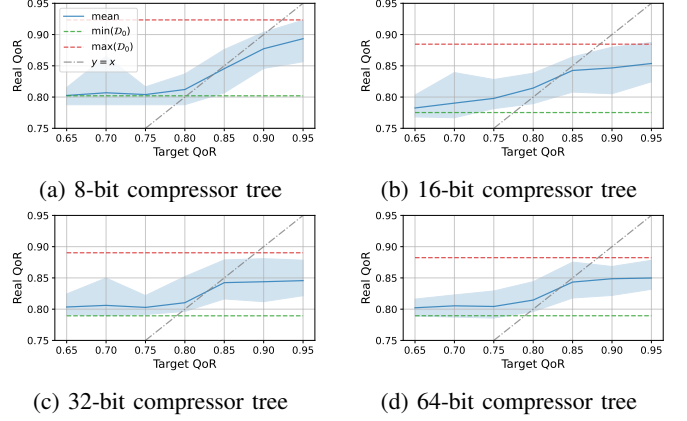 0.95
0.90
0.85
0.80
0.75
Real QoR
mean
min(𝒟₀)
max(𝒟₀)
y = x
0.65 0.70 0.75 0.80 0.85 0.90 0.95
Target QoR
(a) 8-bit compressor tree
0.95
0.90
0.85
0.80
0.75
Real QoR
0.65 0.70 0.75 0.80 0.85 0.90 0.95
Target QoR
(b) 16-bit compressor tree
0.95
0.90
0.85
0.80
0.75
Real QoR
0.65 0.70 0.75 0.80 0.85 0.90 0.95
Target QoR
(c) 32-bit compressor tree
0.95
0.90
0.85
0.80
0.75
Real QoR
0.65 0.70 0.75 0.80 0.85 0.90 0.95
Target QoR
(d) 64-bit compressor tree